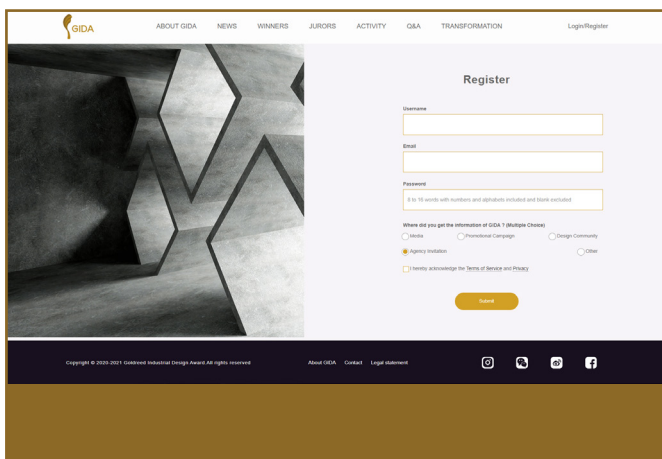 GIDA
ABOUT GIDA NEWS WINNERS JURORS ACTIVITY Q&A TRANSFORMATION Login/Register
Register
Username
Email
Password
3 to 16 words with numbers and alphabets included and blank excluded
Where did you get the information of GIDA ? (Multiple Choice)
Media Promotional Campaign Design Community
Agency Invitation Other
I hereby acknowledge the Terms of Service and Privacy
Submit
Copyright © 2020-2021 Goldreed Industrial Design Award.All rights reserved About GIDA Contact Legal statement